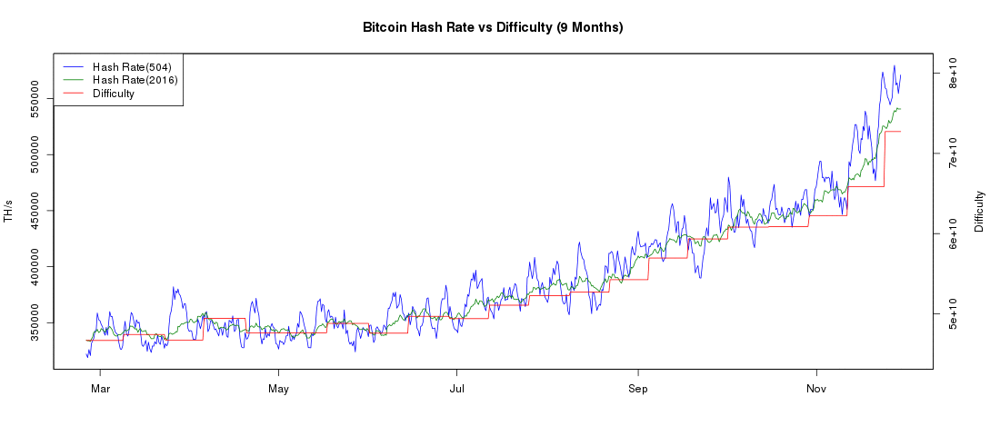 Bitcoin Hash Rate vs Difficulty (9 Months)
Hash Rate(504)
Hash Rate(2016)
Difficulty
TH/s
550000
500000
450000
400000
350000
8e+10
7e+10
6e+10
5e+10
Difficulty
Mar May Jul Sep Nov